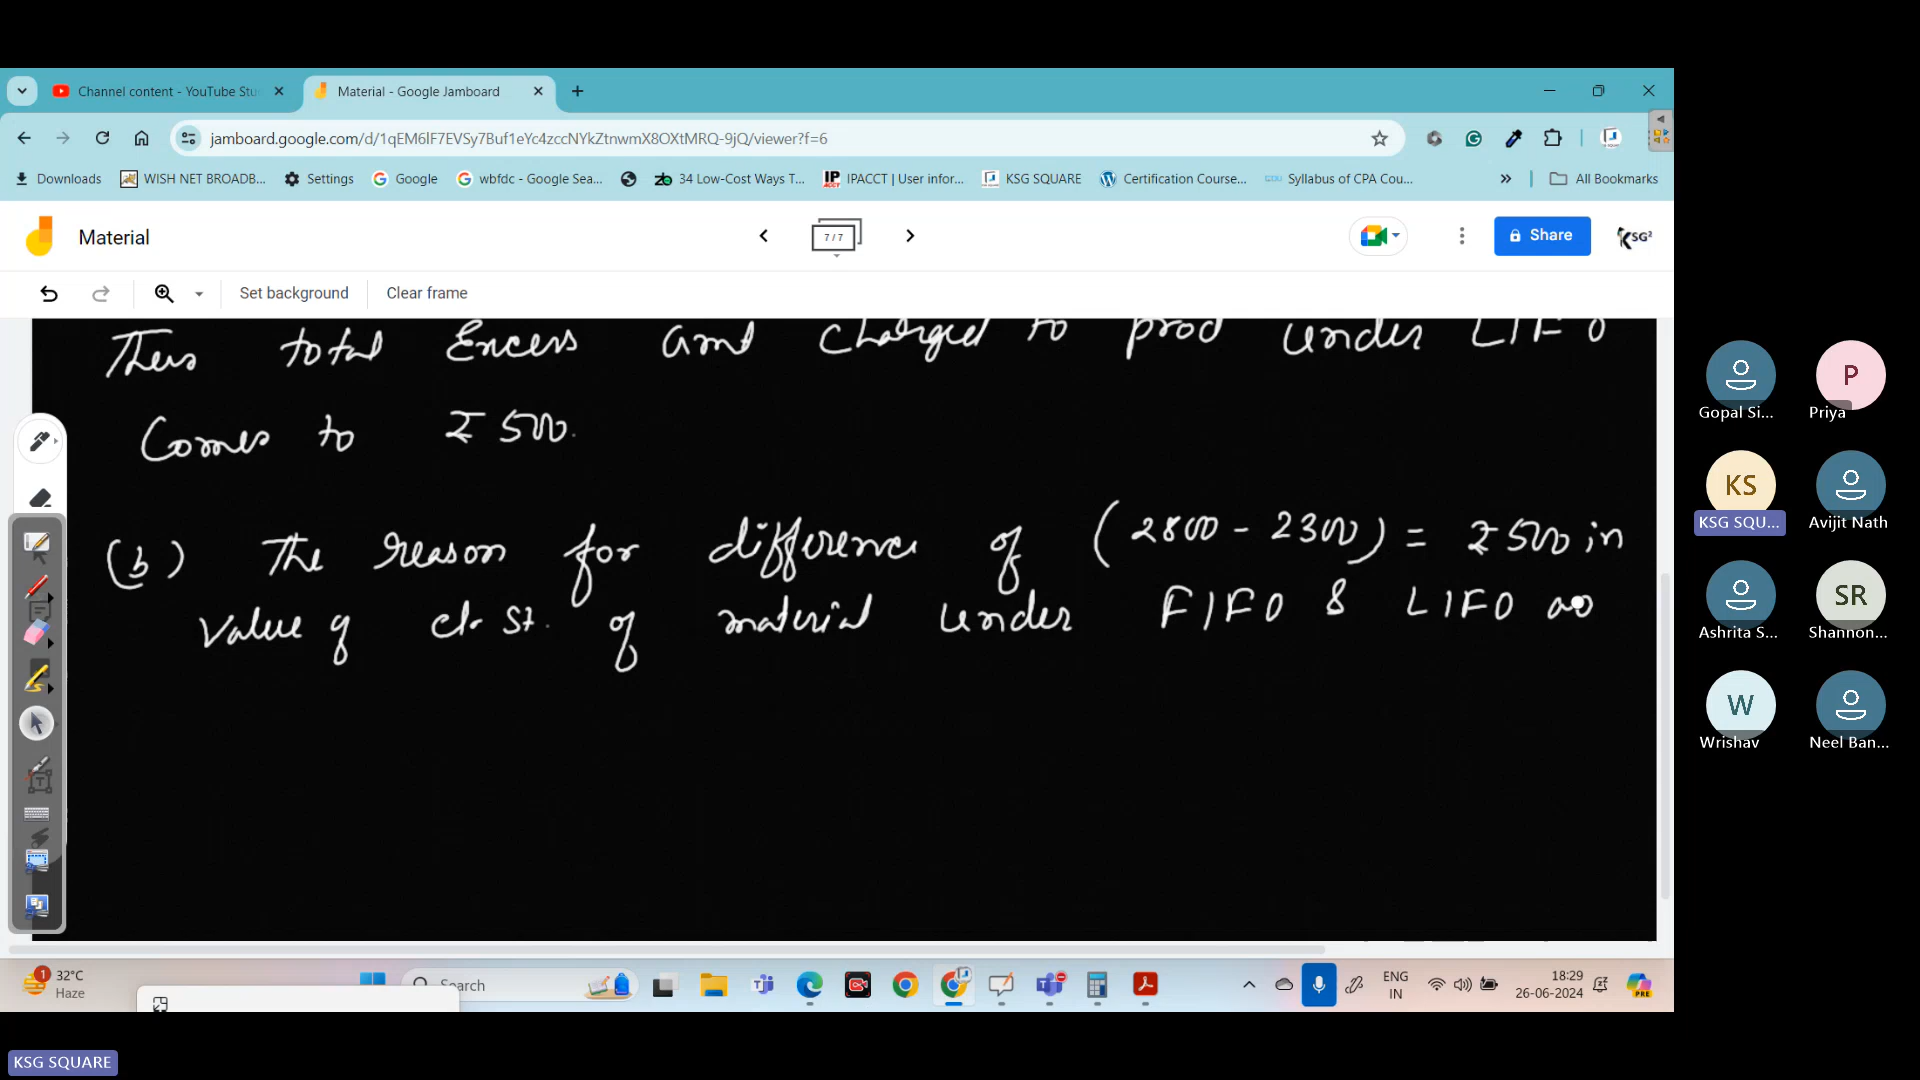 Channel content - YouTube Stu
Material - Google Jamboard
jamboard.google.com/d/1qEM6lF7EVSy7Buf1eYc4zccNYkZtnwmX8OXtMRQ-9jQ/viewer?f=6
Downloads WISH NET BROADB... Settings Google wbfdc - Google Sea... 34 Low-Cost Ways T... IPACCT | User infor... KSG SQUARE Certification Course... Syllabus of CPA Cou... » All Bookmarks
Material 7 / 7 Share KSG²
Set background Clear frame
Thus total Excess amt charged to prod under LIFO
Comes to ₹ 500.
(b) The reason for difference of (2800 - 2300) = ₹ 500 in
value of cl. St. of material under FIFO & LIFO
Gopal Si... Priya
KS
KSG SQU... Avijit Nath
Ashrita S... Shannon...
Wrishav Neel Ban...
P
SR
W
1 32°C
Haze
Search
ENG
IN
18:29
26-06-2024
PRE
KSG SQUARE